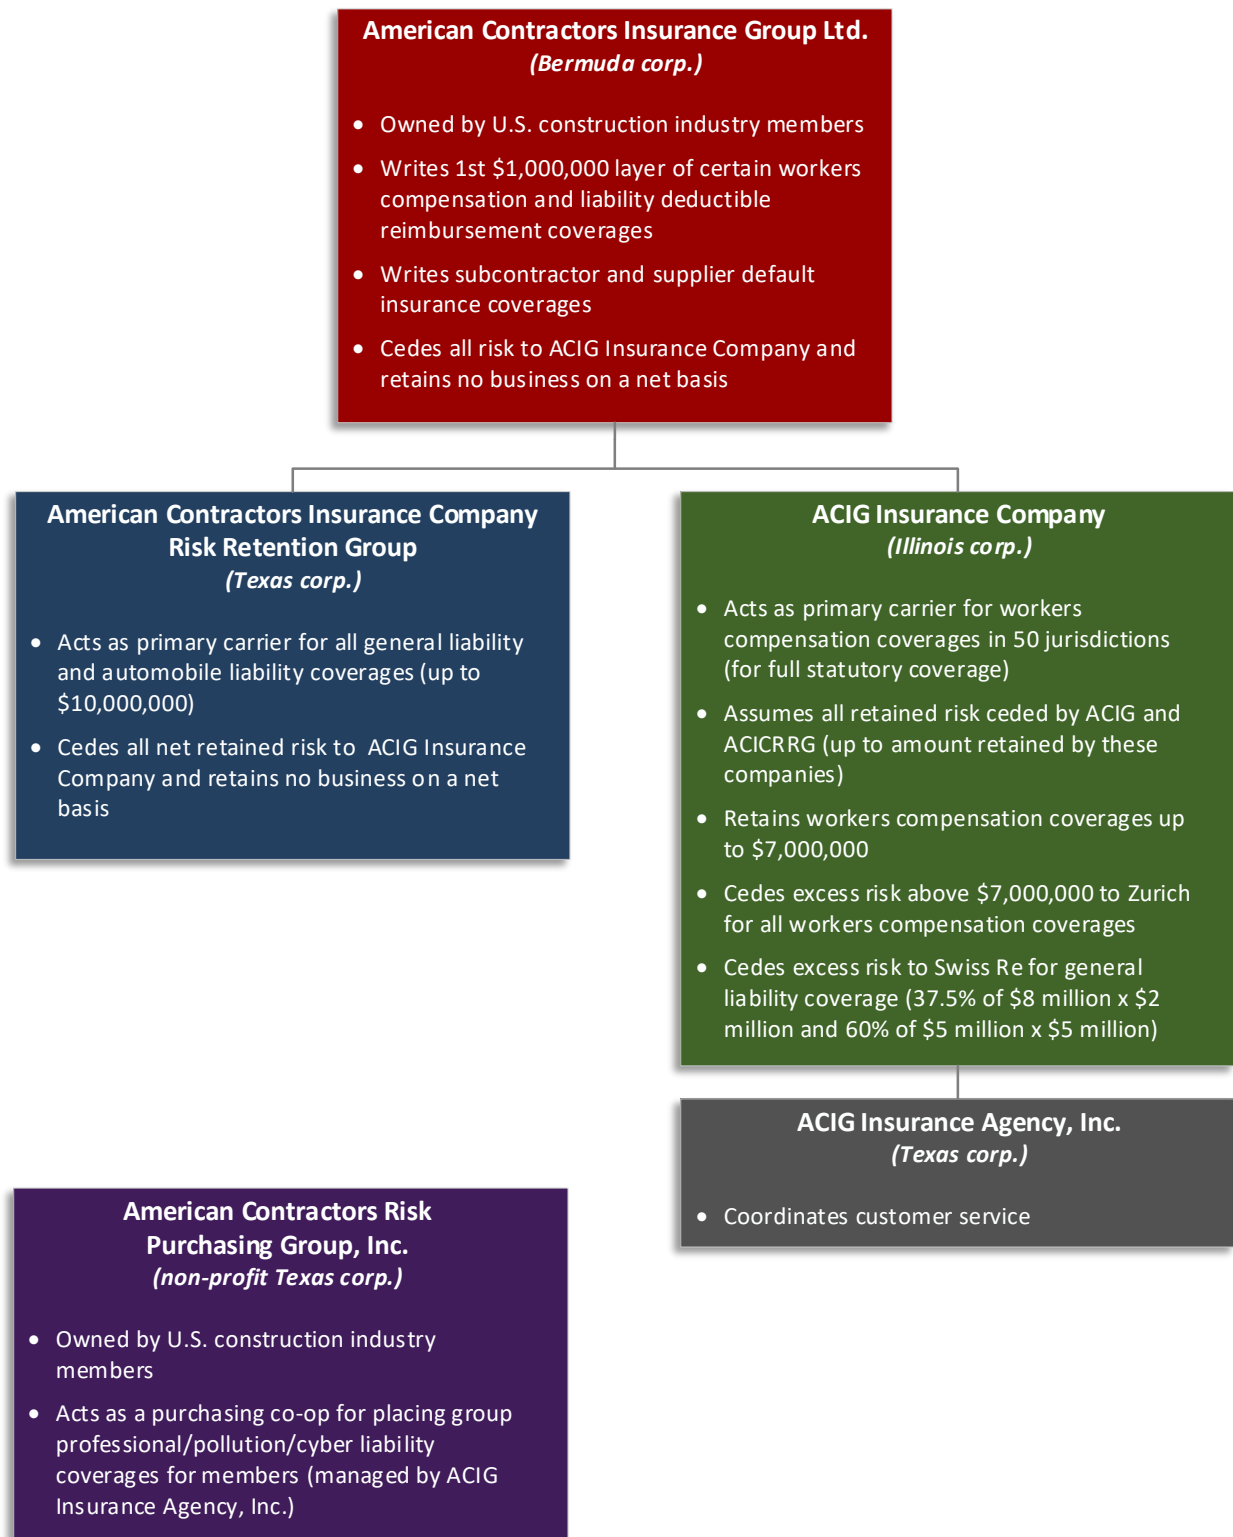 American Contractors Insurance Group Ltd.
(Bermuda corp.)
• Owned by U.S. construction industry members
• Writes 1st $1,000,000 layer of certain workers
compensation and liability deductible
reimbursement coverages
• Writes subcontractor and supplier default
insurance coverages
• Cedes all risk to ACIG Insurance Company and
retains no business on a net basis
American Contractors Insurance Company
Risk Retention Group
(Texas corp.)
• Acts as primary carrier for all general liability
and automobile liability coverages (up to
$10,000,000)
• Cedes all net retained risk to ACIG Insurance
Company and retains no business on a net
basis
ACIG Insurance Company
(Illinois corp.)
• Acts as primary carrier for workers
compensation coverages in 50 jurisdictions
(for full statutory coverage)
• Assumes all retained risk ceded by ACIG and
ACICRRG (up to amount retained by these
companies)
• Retains workers compensation coverages up
to $7,000,000
• Cedes excess risk above $7,000,000 to Zurich
for all workers compensation coverages
• Cedes excess risk to Swiss Re for general
liability coverage (37.5% of $8 million x $2
million and 60% of $5 million x $5 million)
ACIG Insurance Agency, Inc.
(Texas corp.)
• Coordinates customer service
American Contractors Risk
Purchasing Group, Inc.
(non-profit Texas corp.)
• Owned by U.S. construction industry
members
• Acts as a purchasing co-op for placing group
professional/pollution/cyber liability
coverages for members (managed by ACIG
Insurance Agency, Inc.)